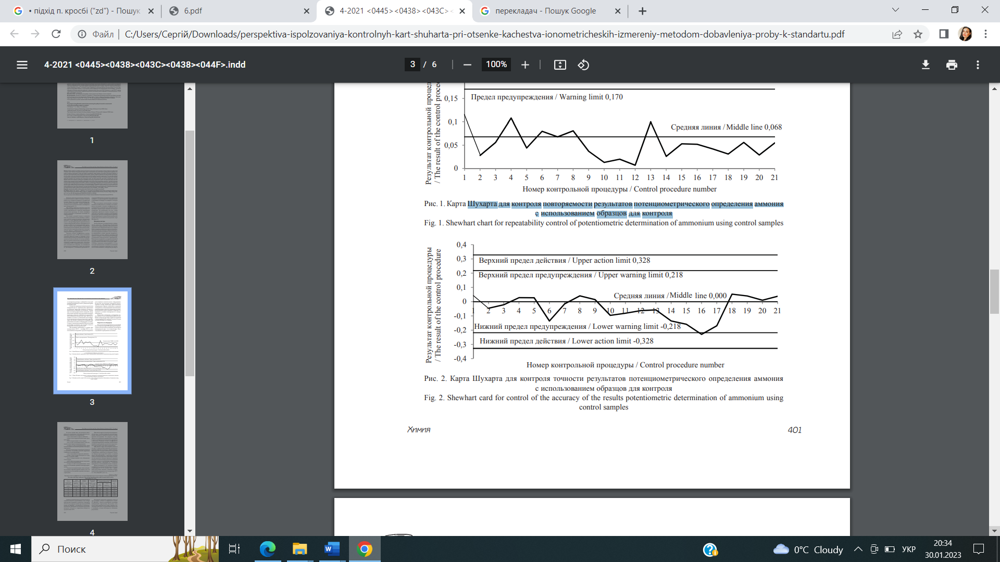 • підхід п. кросбі ("zd") - Пошук
6.pdf
4-2021 <0445><0438><043C><
перекладач - Пошук Google
Файл
C:/Users/Сергій/Downloads/perspektiva-ispolzovaniya-kontrolnyh-kart-shuharta-pri-otsenke-kachestva-ionometricheskih-izmereniy-metodom-dobavleniya-proby-k-standartu.pdf
4-2021 <0445><0438><043C><0438><044F>.indd
3 / 6
100%
1
2
3
4
Результат контрольной
/ The result of the control
0,15
0,1
0,05
0
Предел предупреждения / Warning limit 0,170
Средняя линия / Middle line 0,068
1 2 3 4 5 6 7 8 9 10 11 12 13 14 15 16 17 18 19 20 21
Номер контрольной процедуры / Control procedure number
Рис. 1. Карта Шухарта для контроля повторяемости результатов потенциометрического определения аммония
с использованием образцов для контроля
Fig. 1. Shewhart chart for repeatability control of potentiometric determination of ammonium using control samples
Результат контрольной процедуры
/ The result of the control procedure
0,4
0,3
0,2
0,1
0
-0,1
-0,2
-0,3
-0,4
Верхний предел действия / Upper action limit 0,328
Верхний предел предупреждения / Upper warning limit 0,218
Средняя линия / Middle line 0,000
1 2 3 4 5 6 7 8 9 10 11 12 13 14 15 16 17 18 19 20 21
Нижний предел предупреждения / Lower warning limit -0,218
Нижний предел действия / Lower action limit -0,328
Номер контрольной процедуры / Control procedure number
Рис. 2. Карта Шухарта для контроля точности результатов потенциометрического определения аммония
с использованием образцов для контроля
Fig. 2. Shewhart card for control of the accuracy of the results potentiometric determination of ammonium using
control samples
Химия
401
Поиск
0°C Cloudy
УКР
20:34
30.01.2023